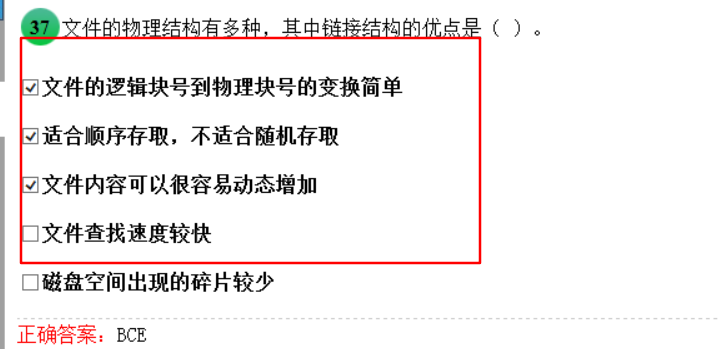 37 文件的物理结构有多种，其中链接结构的优点是（ ）。
文件的逻辑块号到物理块号的变换简单
适合顺序存取，不适合随机存取
文件内容可以很容易动态增加
文件查找速度较快
磁盘空间出现的碎片较少
正确答案：BCE